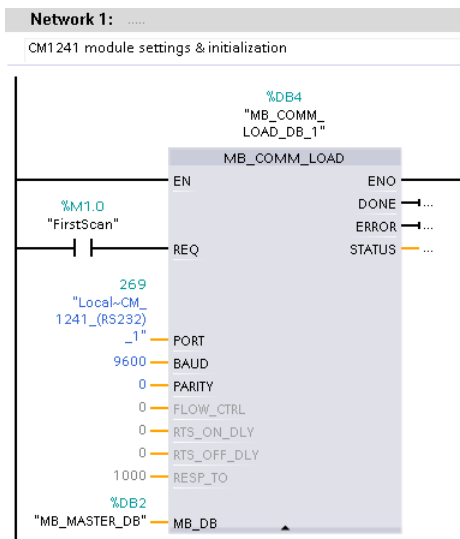 Network 1: .....
CM1241 module settings & initialization
%DB4
"MB_COMM_
LOAD_DB_1"
MB_COMM_LOAD
EN ENO
%M1.0 DONE ...
"FirstScan" ERROR ...
REQ STATUS ...
269
"Local~CM_
1241_(RS232)
_1" PORT
9600 BAUD
0 PARITY
0 FLOW_CTRL
0 RTS_ON_DLY
0 RTS_OFF_DLY
1000 RESP_TO
%DB2
"MB_MASTER_DB" MB_DB